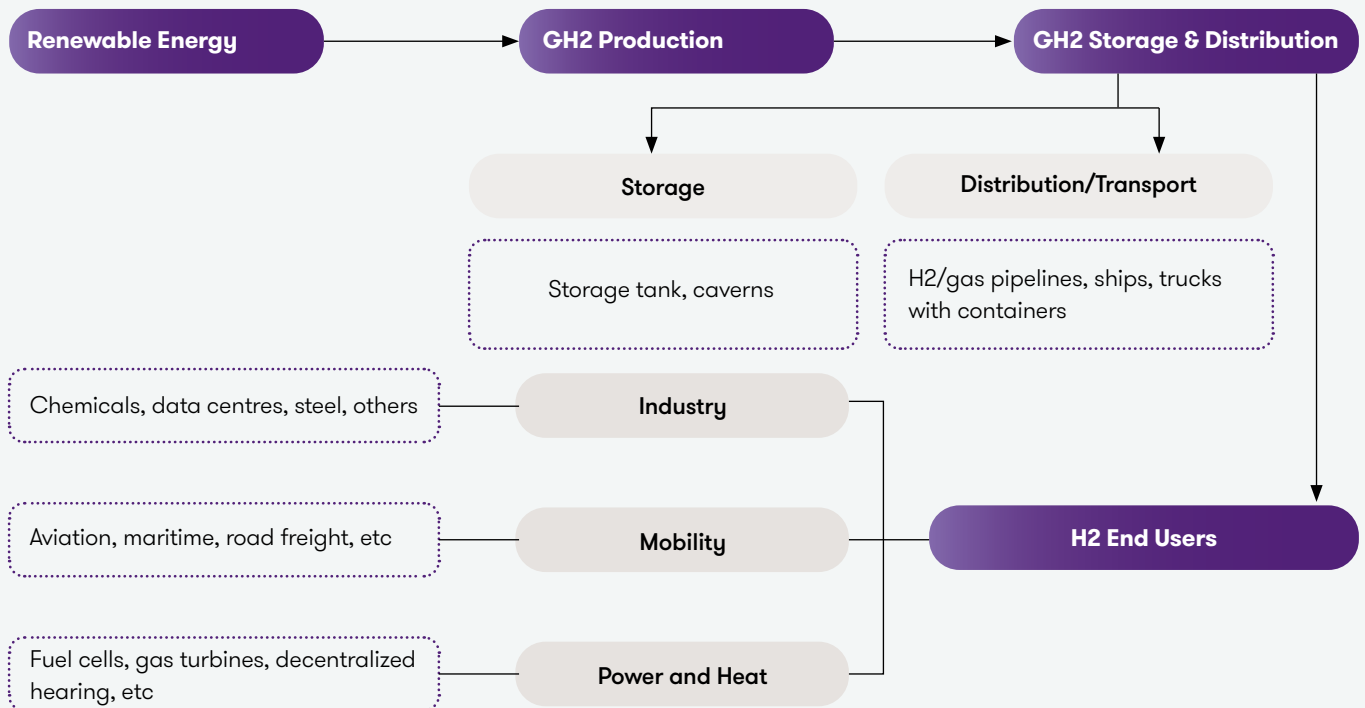 Renewable Energy
GH2 Production
GH2 Storage & Distribution
Storage
Distribution/Transport
Storage tank, caverns
H2/gas pipelines, ships, trucks
with containers
Chemicals, data centres, steel, others
Industry
Aviation, maritime, road freight, etc
Mobility
H2 End Users
Fuel cells, gas turbines, decentralized
hearing, etc
Power and Heat